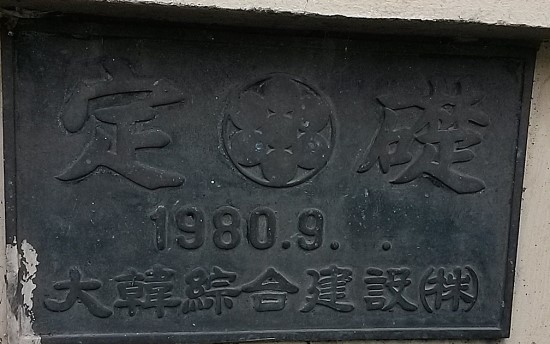 定 礎
1980.9. .
大韓綜合建設㈱